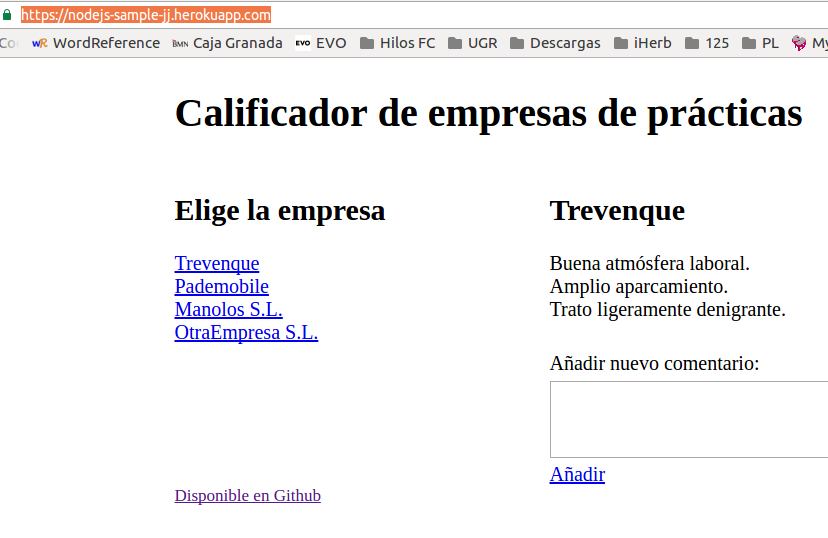 https://nodejs-sample-jj.herokuapp.com
WordReference Caja Granada EVO EVO Hilos FC UGR Descargas iHerb 125 PL My
Calificador de empresas de prácticas
Elige la empresa
Trevenque
Pademobile
Manolos S.L.
OtraEmpresa S.L.
Disponible en Github
Trevenque
Buena atmósfera laboral.
Amplio aparcamiento.
Trato ligeramente denigrante.
Añadir nuevo comentario:
Añadir